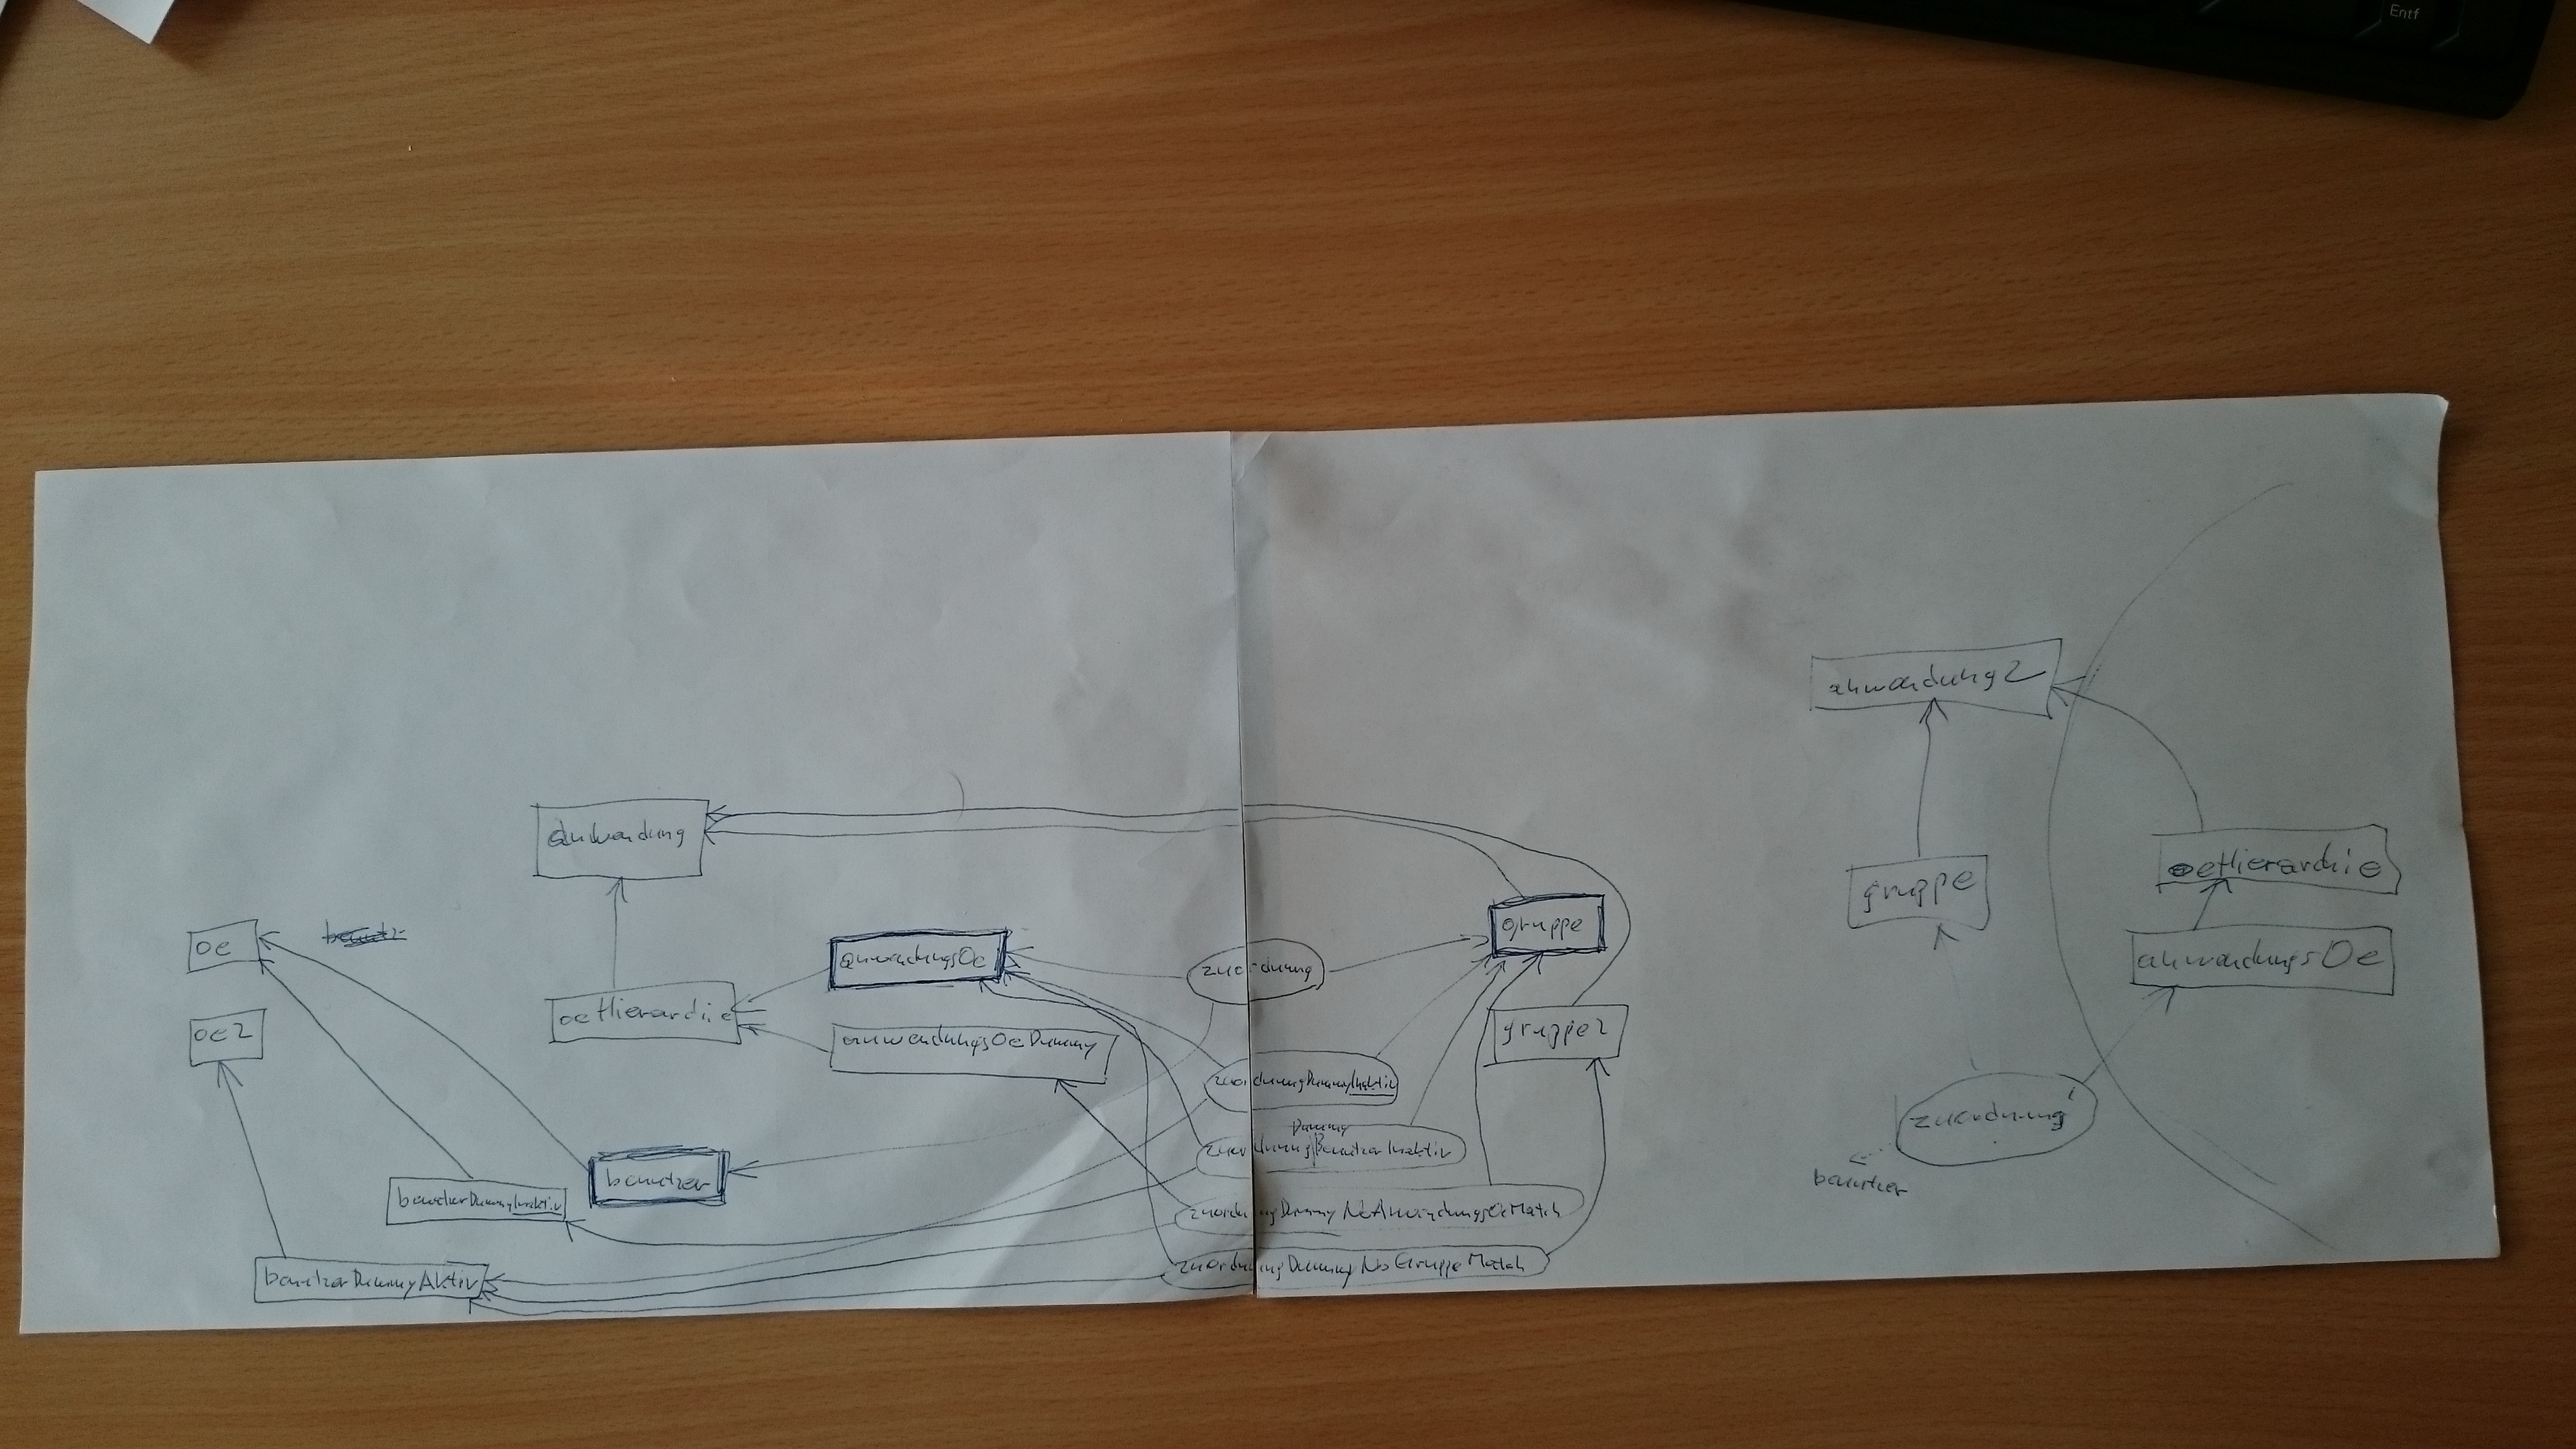 Entf
anwendung2
anwendung
oeHierarchie
gruppe
gruppe
oe
anwendungsOe
anwendungsOe
zuordnung
oeHierarchie
gruppe2
oe2
anwendungsOeDummy
zuordnungDummyInaktiv
zuordnung'
Dummy
zuordnungBenutzerInaktiv
benutzer
benutzer
benutzerDummyInaktiv
zuordnungDummyNoAnwendungsOeMatch
zuordnungDummyNoGruppeMatch
benutzerDummyAktiv